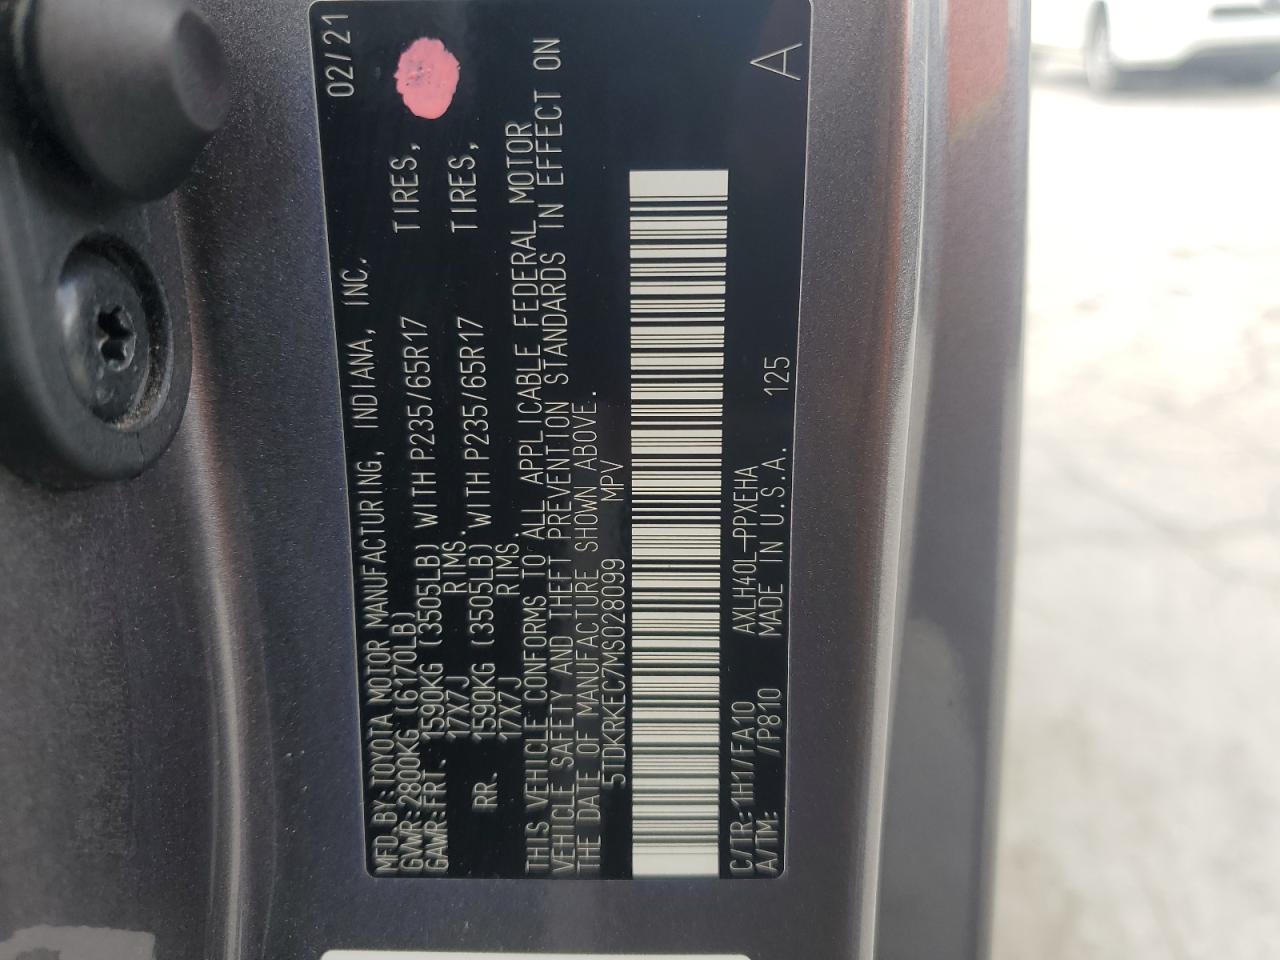 MFD.BY:TOYOTA MOTOR MANUFACTURING, INDIANA, INC. 02/21
GVWR:2800KG (6170LB)
GAWR:FRT. 1590KG (3505LB) WITH P235/65R17 TIRES,
17X7J RIMS.
RR. 1590KG (3505LB) WITH P235/65R17 TIRES,
17X7J RIMS.
THIS VEHICLE CONFORMS TO ALL APPLICABLE FEDERAL MOTOR
VEHICLE SAFETY AND THEFT PREVENTION STANDARDS IN EFFECT ON
THE DATE OF MANUFACTURE SHOWN ABOVE.
5TDKRKEC7MS028099 MPV
C/TR:1H1/FA10 AXLH40L-PPXEHA A
A/TM: /P810 MADE IN U.S.A. 125